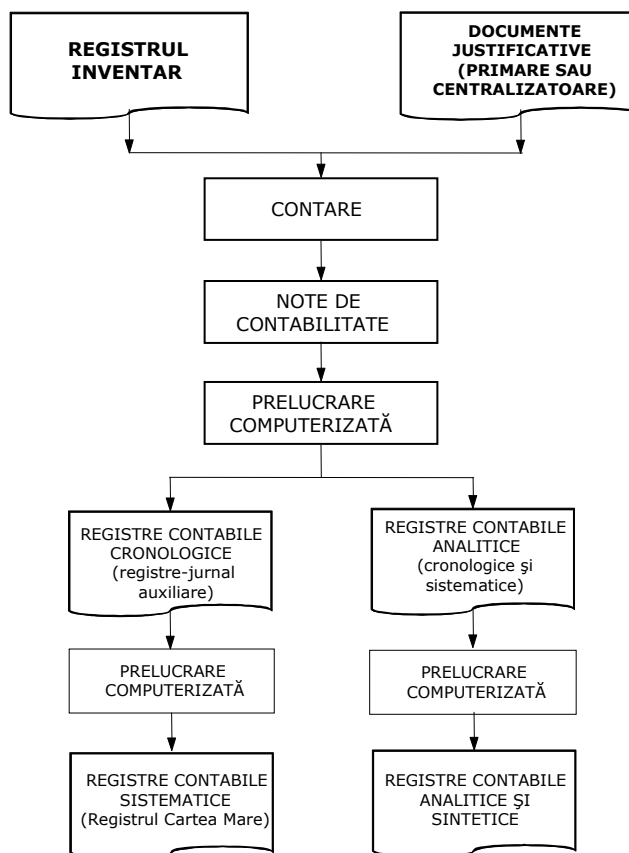 REGISTRUL
INVENTAR
DOCUMENTE
JUSTIFICATIVE
(PRIMARE SAU
CENTRALIZATOARE)
CONTARE
NOTE DE
CONTABILITATE
PRELUCRARE
COMPUTERIZATĂ
REGISTRE CONTABILE
CRONOLOGICE
(registre-jurnal
auxiliare)
REGISTRE CONTABILE
ANALITICE
(cronologice şi
sistematice)
PRELUCRARE
COMPUTERIZATĂ
PRELUCRARE
COMPUTERIZATĂ
REGISTRE CONTABILE
SISTEMATICE
(Registrul Cartea Mare)
REGISTRE CONTABILE
ANALITICE ŞI
SINTETICE